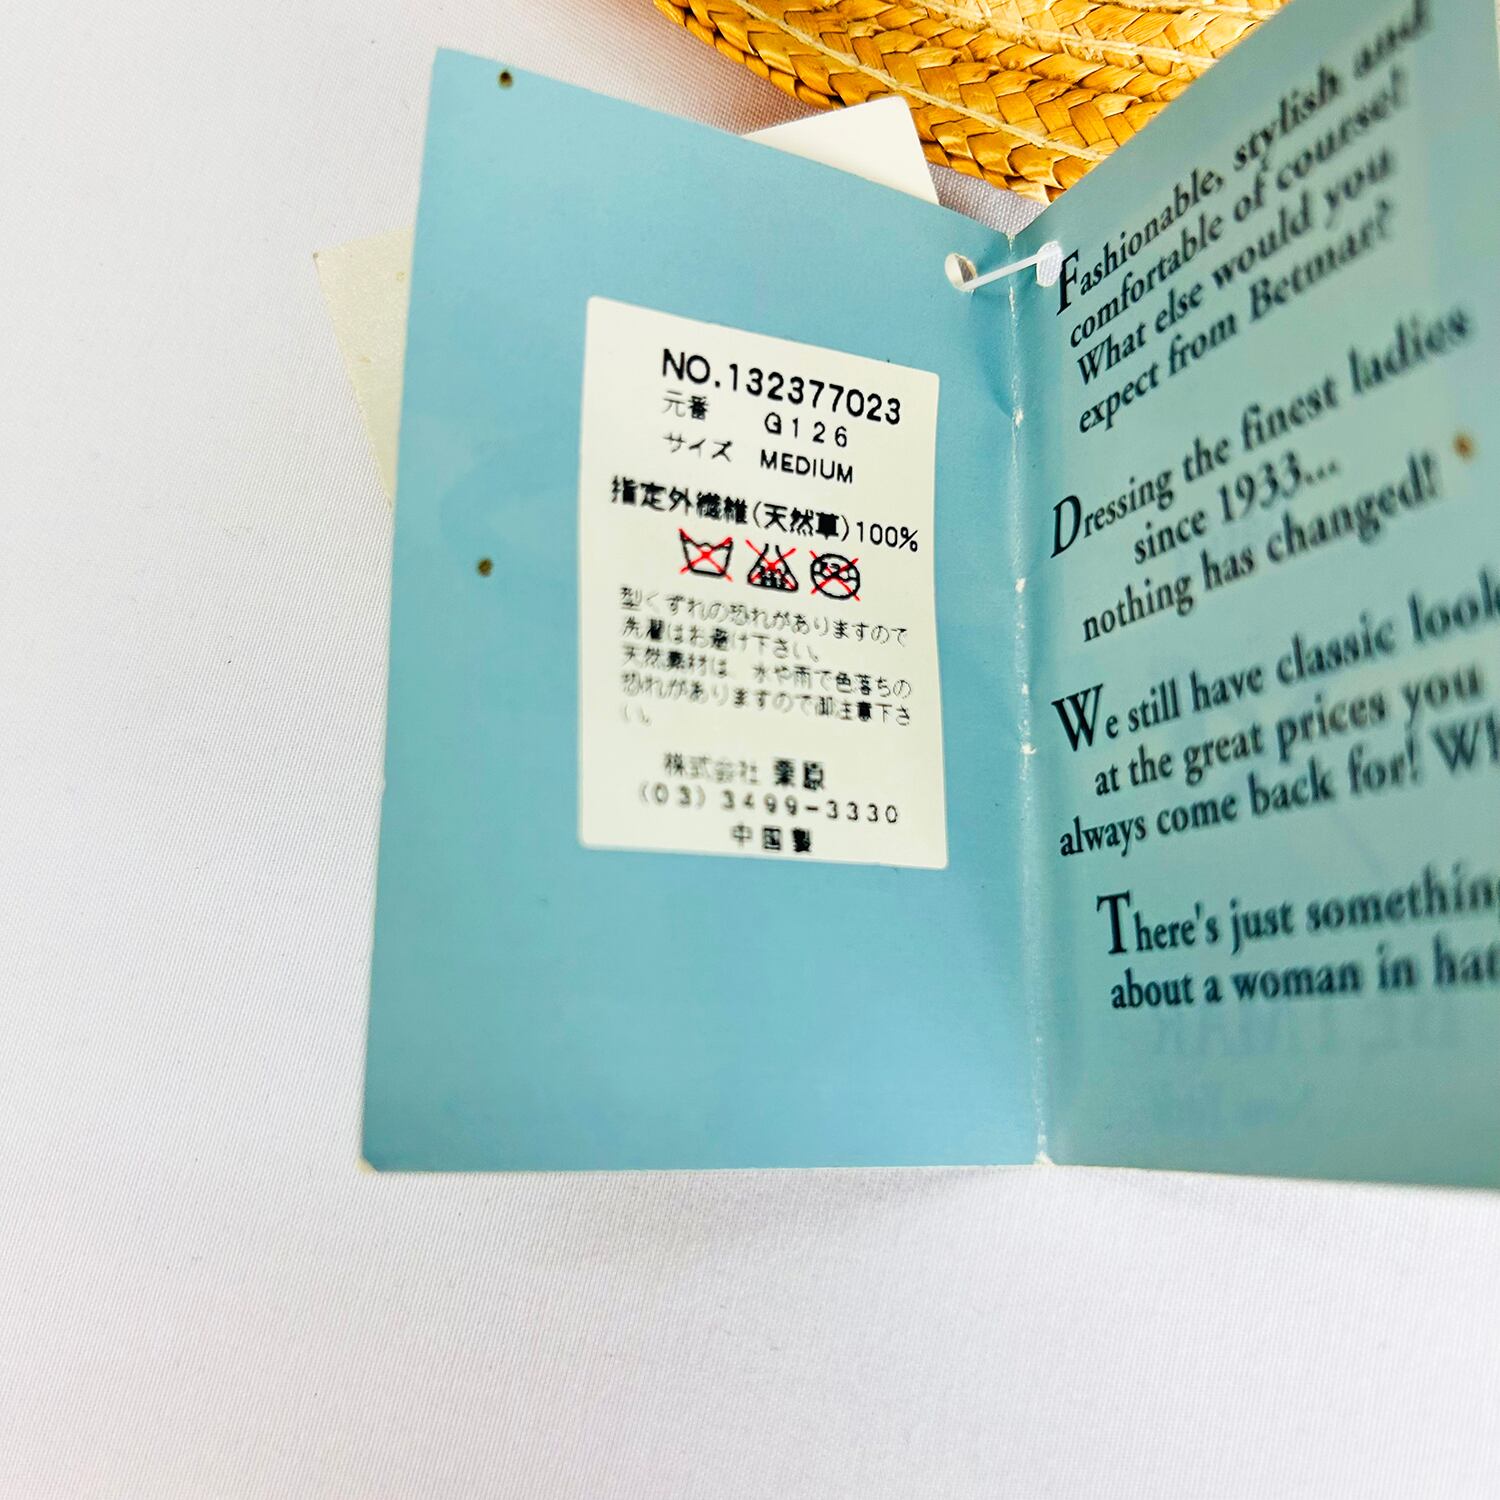 NO.132377023
元番 G126
サイズ MEDIUM
指定外繊維(天然草)100%
型くずれの恐れがありますので
洗濯はお避け下さい。
天然素材は、水や雨で色落ちの
恐れがありますので御注意下さ
い。
株式会社 栗原
(03)3499-3330
中国製
Fashionable, stylish and
comfortable of course!
What else would you
expect from Betmar?
Dressing the finest ladies
since 1933...
nothing has changed!
We still have classic look
at the great prices you
always come back for! Wh
There's just something
about a woman in hat